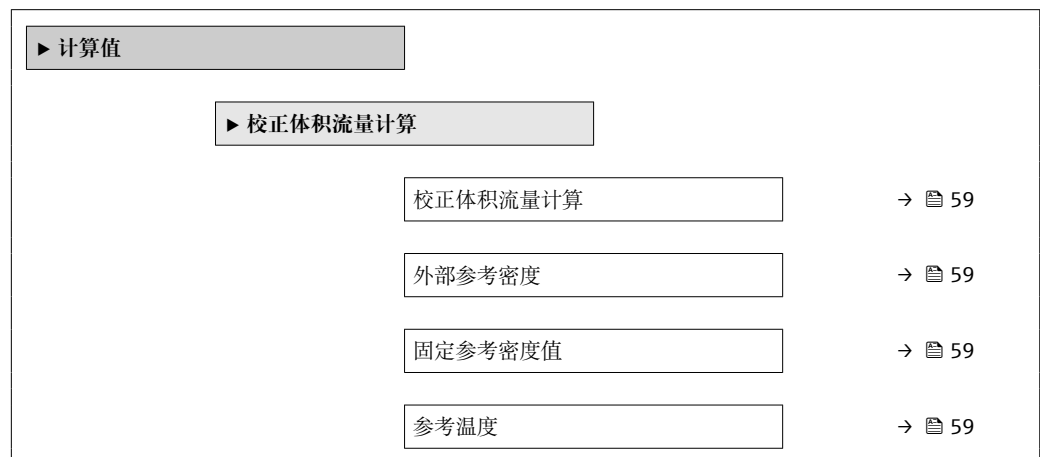 ▶ 计算值
▶ 校正体积流量计算
校正体积流量计算 → 59
外部参考密度 → 59
固定参考密度值 → 59
参考温度 → 59